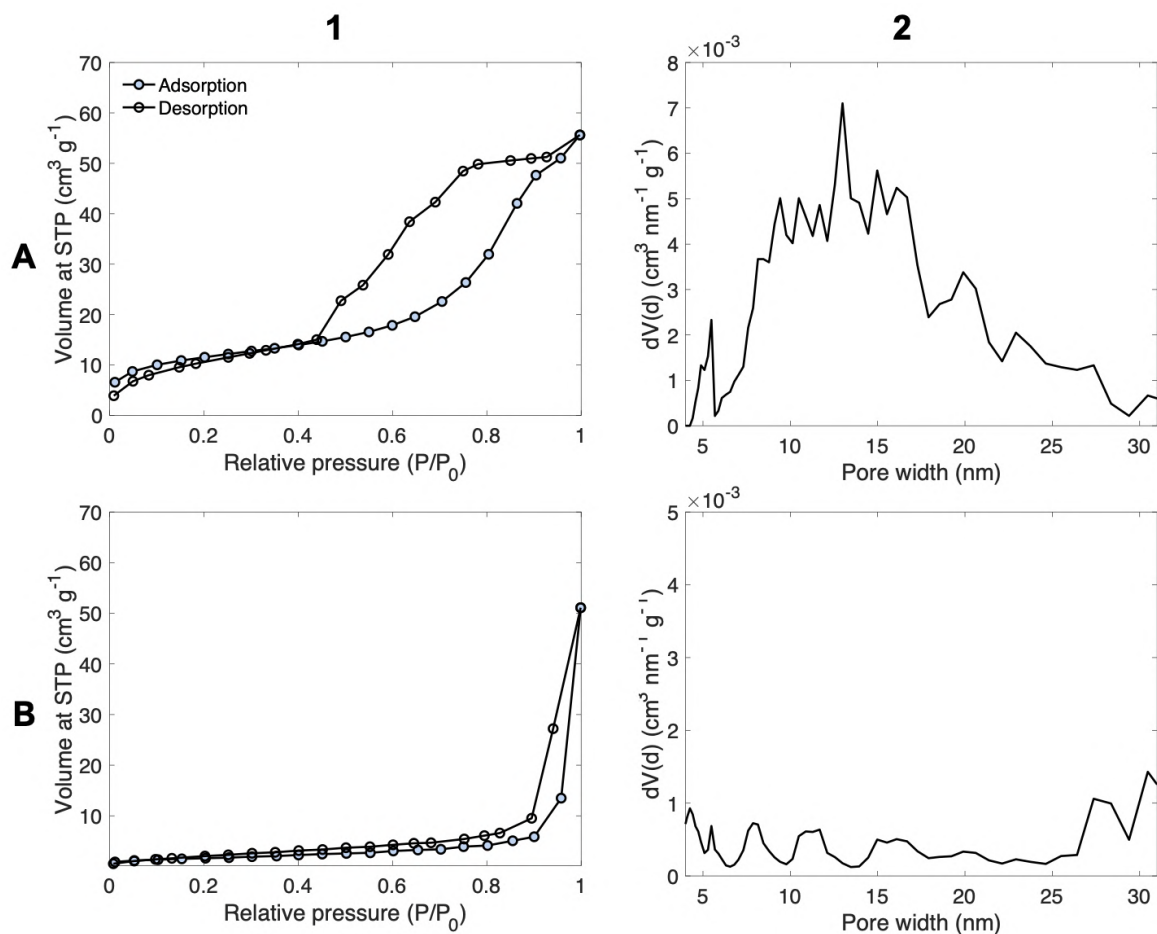 1
2
A
70
60
50
40
30
20
10
0
Volume at STP (cm³ g⁻¹)
Adsorption
Desorption
0 0.2 0.4 0.6 0.8 1
Relative pressure (P/P₀)
×10⁻³
8
7
6
5
4
3
2
1
0
dV(d) (cm³ nm⁻¹ g⁻¹)
5 10 15 20 25 30
Pore width (nm)
B
70
60
50
40
30
20
10
0
Volume at STP (cm³ g⁻¹)
0 0.2 0.4 0.6 0.8 1
Relative pressure (P/P₀)
×10⁻³
5
4
3
2
1
0
dV(d) (cm³ nm⁻¹ g⁻¹)
5 10 15 20 25 30
Pore width (nm)